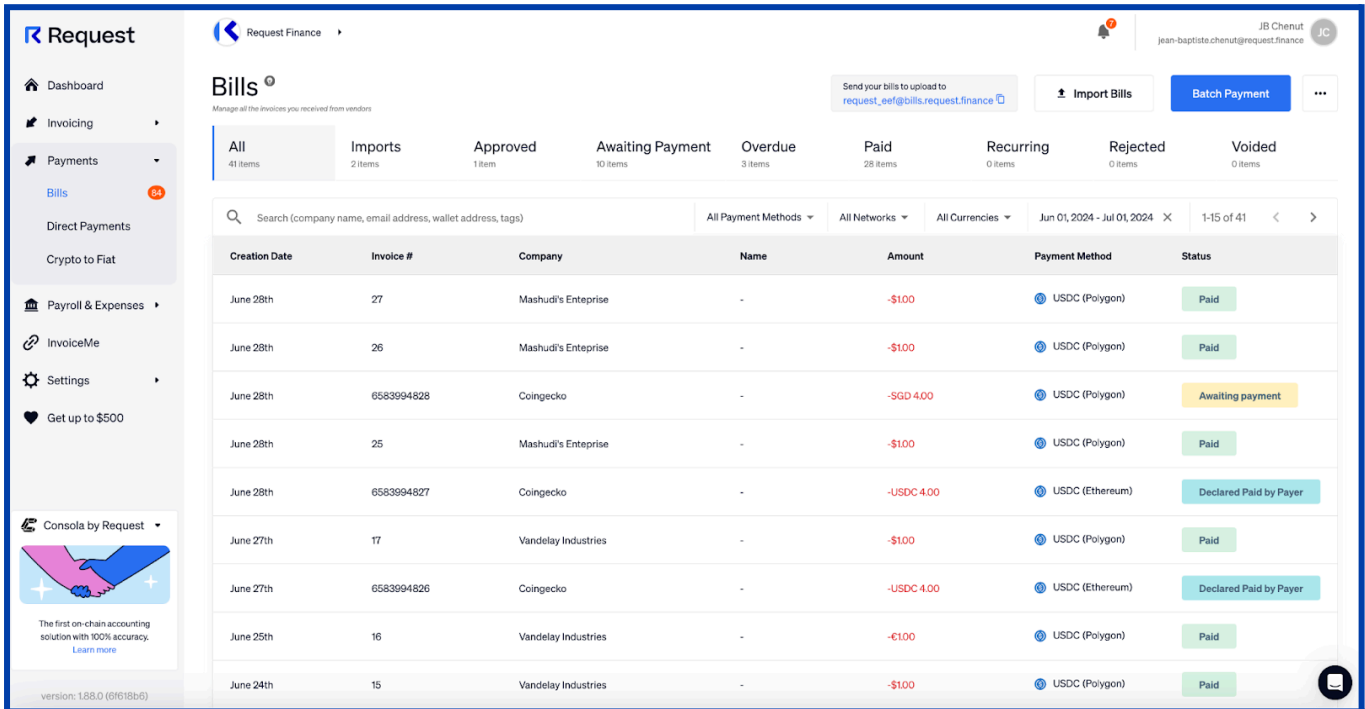 Request
Request Finance
7
JB Chenut
jean-baptiste.chenut@request.finance
JC
Dashboard
Invoicing
Payments
Bills
84
Direct Payments
Crypto to Fiat
Payroll & Expenses
InvoiceMe
Settings
Get up to $500
Consola by Request
The first on-chain accounting
solution with 100% accuracy.
Learn more
version: 1.88.0 (6f618b6)
Bills
Manage all the invoices you received from vendors
Send your bills to upload to
request_eef@bills.request.finance
Import Bills
Batch Payment
All
41 items
Imports
2 items
Approved
1 item
Awaiting Payment
10 items
Overdue
3 items
Paid
28 items
Recurring
0 items
Rejected
0 items
Voided
0 items
Search (company name, email address, wallet address, tags)
All Payment Methods
All Networks
All Currencies
Jun 01, 2024 - Jul 01, 2024
1-15 of 41
Creation Date Invoice # Company Name Amount Payment Method Status
June 28th 27 Mashudi's Enteprise - -$1.00 USDC (Polygon) Paid
June 28th 26 Mashudi's Enteprise - -$1.00 USDC (Polygon) Paid
June 28th 6583994828 Coingecko - -SGD 4.00 USDC (Polygon) Awaiting payment
June 28th 25 Mashudi's Enteprise - -$1.00 USDC (Polygon) Paid
June 28th 6583994827 Coingecko - -USDC 4.00 USDC (Ethereum) Declared Paid by Payer
June 27th 17 Vandelay Industries - -$1.00 USDC (Polygon) Paid
June 27th 6583994826 Coingecko - -USDC 4.00 USDC (Ethereum) Declared Paid by Payer
June 25th 16 Vandelay Industries - -€1.00 USDC (Polygon) Paid
June 24th 15 Vandelay Industries - -$1.00 USDC (Polygon) Paid